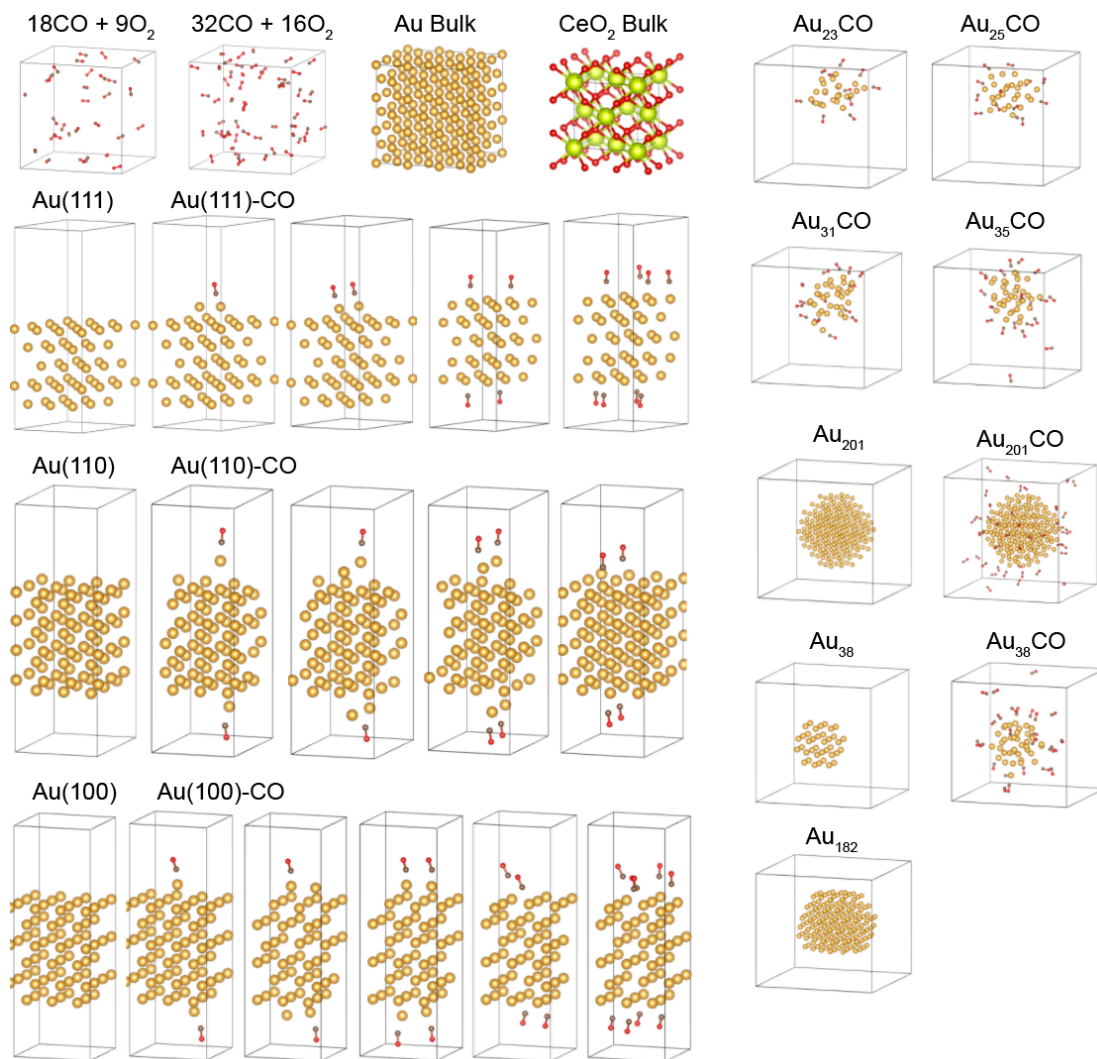 18CO + 9O₂ 32CO + 16O₂ Au Bulk CeO₂ Bulk
Au₂₃CO Au₂₅CO
Au(111) Au(111)-CO
Au₃₁CO Au₃₅CO
Au(110) Au(110)-CO
Au₂₀₁ Au₂₀₁CO
Au₃₈ Au₃₈CO
Au(100) Au(100)-CO
Au₁₈₂